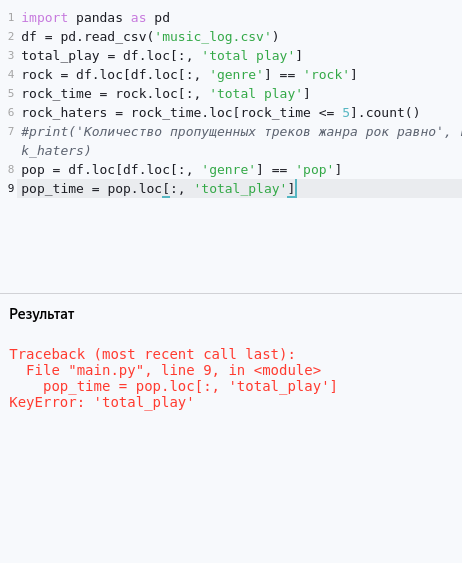 1 import pandas as pd
2 df = pd.read_csv('music_log.csv')
3 total_play = df.loc[:, 'total play']
4 rock = df.loc[df.loc[:, 'genre'] == 'rock']
5 rock_time = rock.loc[:, 'total play']
6 rock_haters = rock_time.loc[rock_time <= 5].count()
7 #print('Количество пропущенных треков жанра рок равно',
k_haters)
8 pop = df.loc[df.loc[:, 'genre'] == 'pop']
9 pop_time = pop.loc[:, 'total_play']
Результат
Traceback (most recent call last):
File "main.py", line 9, in <module>
pop_time = pop.loc[:, 'total_play']
KeyError: 'total_play'